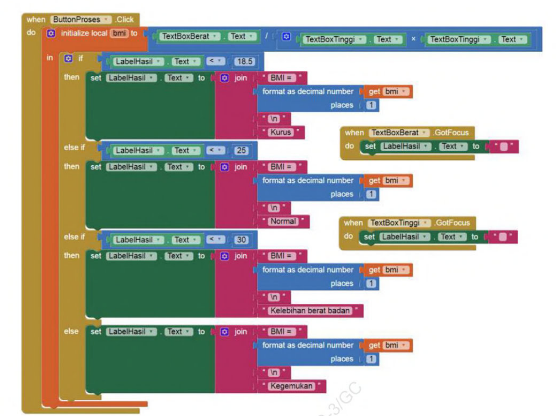 when ButtonProses .Click
do initialize local bmi to TextBoxBerat . Text / TextBoxTinggi . Text × TextBoxTinggi . Text
in if LabelHasil . Text < 18.5
then set LabelHasil . Text to join " BMI = "
format as decimal number get bmi
places 1
" \n "
" Kurus "
else if LabelHasil . Text < 25
then set LabelHasil . Text to join " BMI = "
format as decimal number get bmi
places 1
" \n "
" Normal "
else if LabelHasil . Text < 30
then set LabelHasil . Text to join " BMI = "
format as decimal number get bmi
places 1
" \n "
" Kelebihan berat badan "
else set LabelHasil . Text to join " BMI = "
format as decimal number get bmi
places 1
" \n "
" Kegemukan "
when TextBoxBerat .GotFocus
do set LabelHasil . Text to " "
when TextBoxTinggi .GotFocus
do set LabelHasil . Text to " "